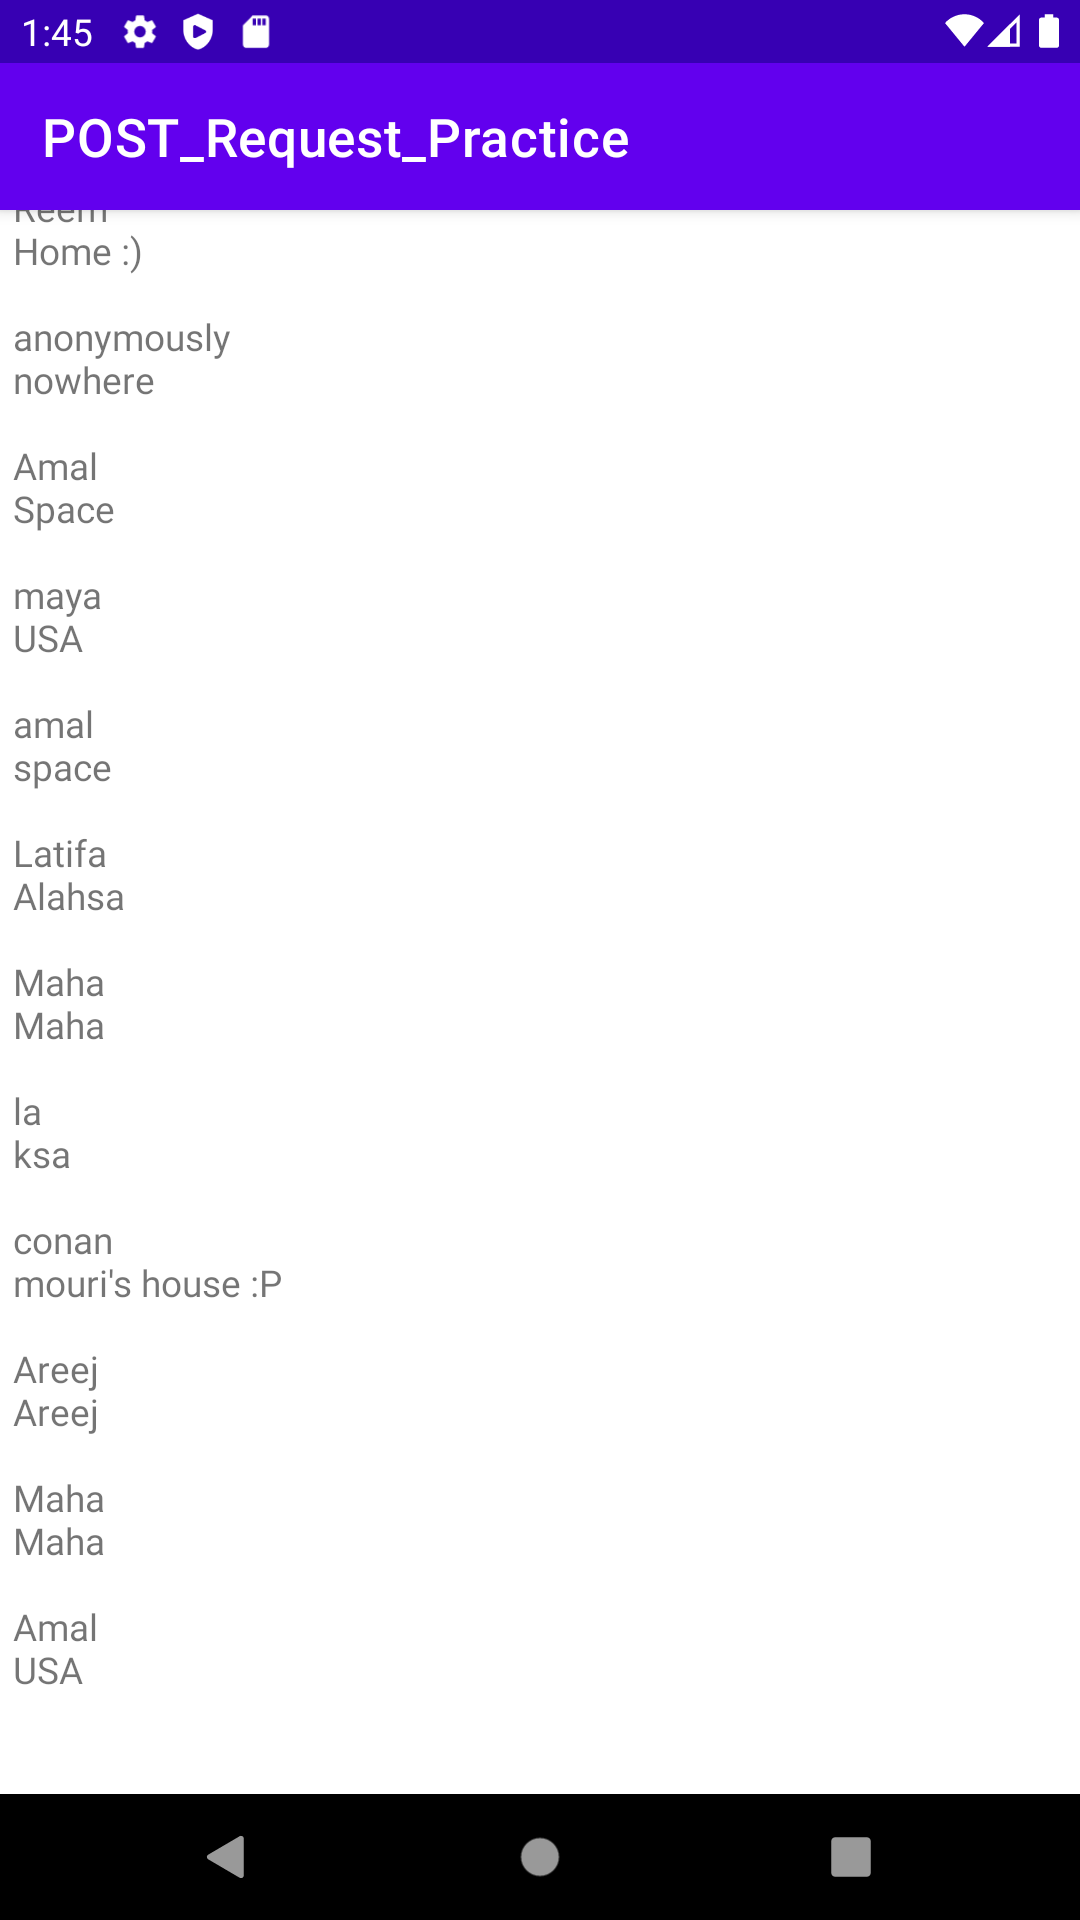 1:45
POST_Request_Practice
Reem
Home :)
anonymously
nowhere
Amal
Space
maya
USA
amal
space
Latifa
Alahsa
Maha
Maha
la
ksa
conan
mouri's house :P
Areej
Areej
Maha
Maha
Amal
USA